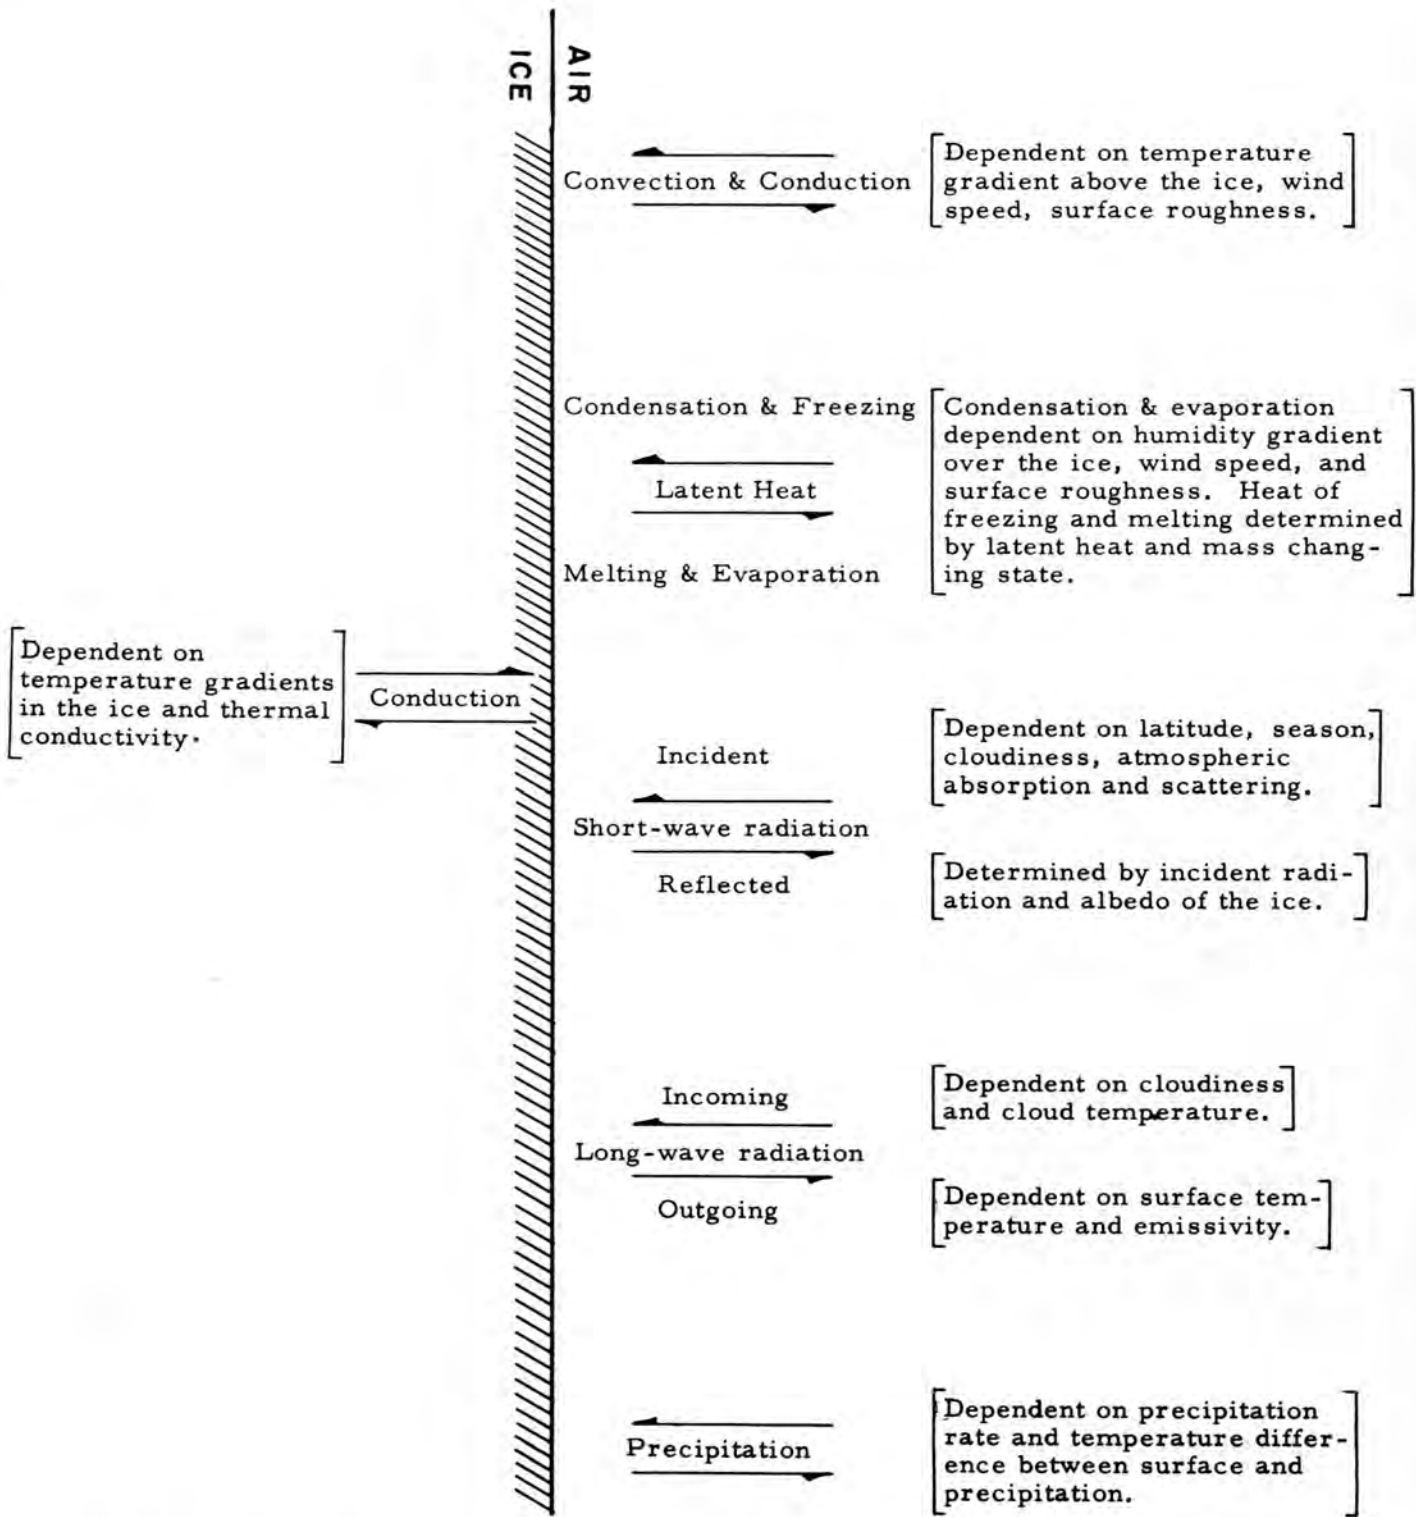 ICE
AIR
Convection & Conduction
Dependent on temperature
gradient above the ice, wind
speed, surface roughness.
Condensation & Freezing
Latent Heat
Melting & Evaporation
Condensation & evaporation
dependent on humidity gradient
over the ice, wind speed, and
surface roughness. Heat of
freezing and melting determined
by latent heat and mass chang-
ing state.
Dependent on
temperature gradients
in the ice and thermal
conductivity.
Conduction
Incident
Short-wave radiation
Reflected
Dependent on latitude, season,
cloudiness, atmospheric
absorption and scattering.
Determined by incident radi-
ation and albedo of the ice.
Incoming
Long-wave radiation
Outgoing
Dependent on cloudiness
and cloud temperature.
Dependent on surface tem-
perature and emissivity.
Precipitation
Dependent on precipitation
rate and temperature differ-
ence between surface and
precipitation.